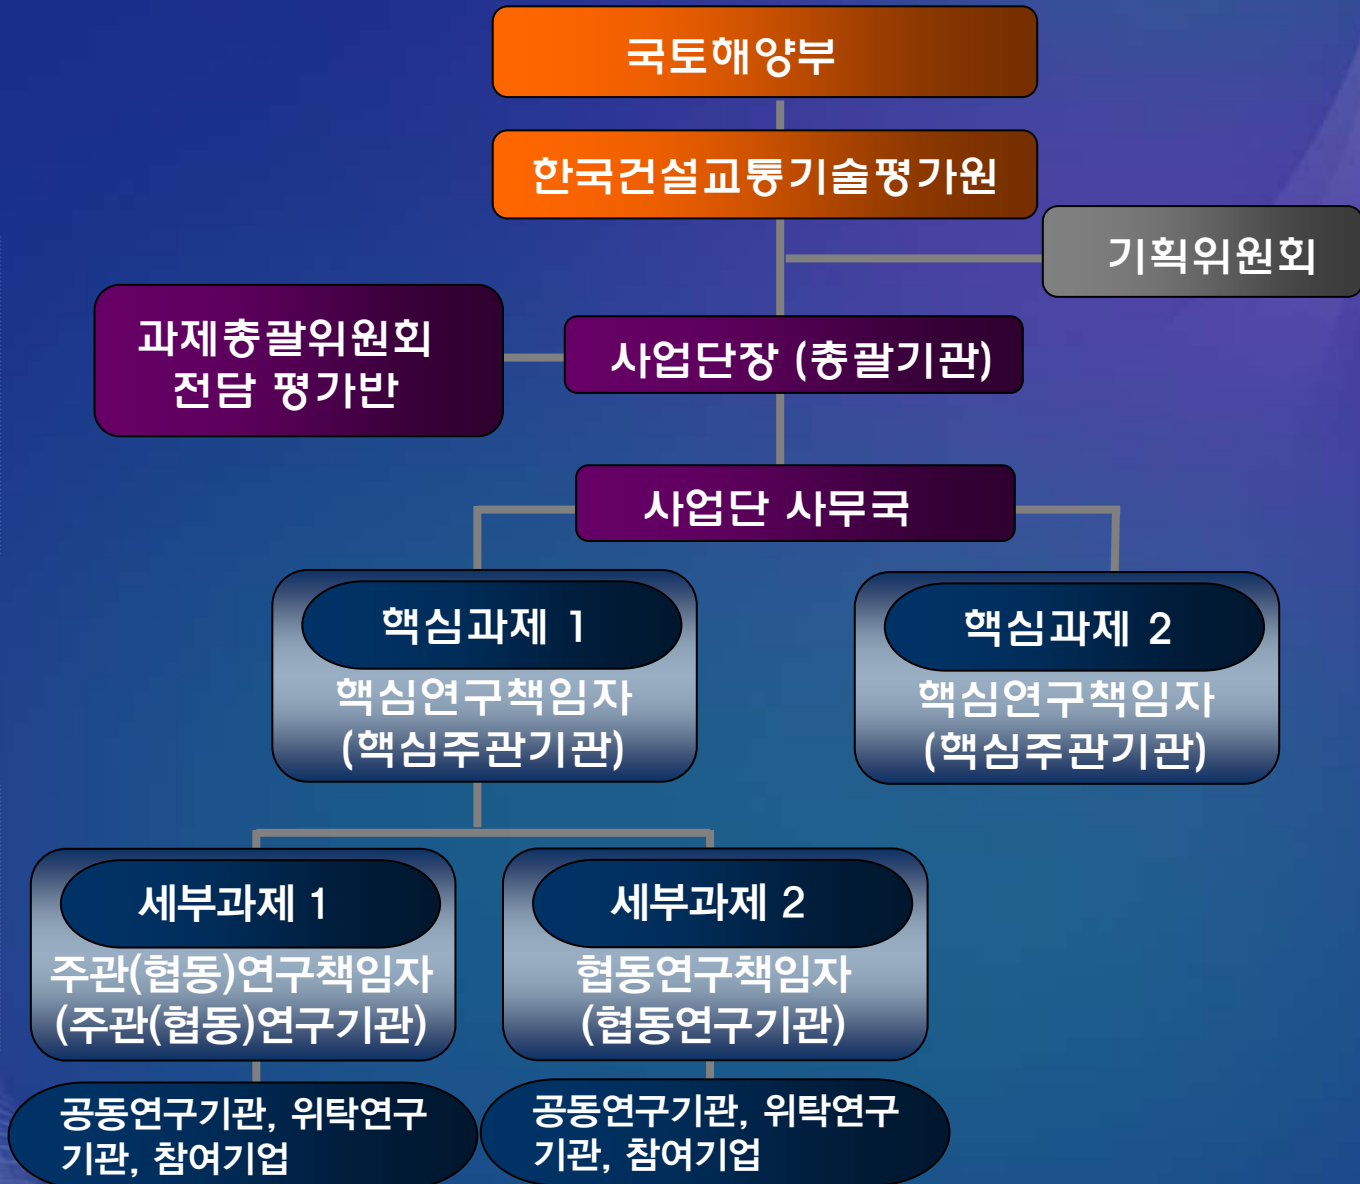 국토해양부
한국건설교통기술평가원
기획위원회
과제총괄위원회
전담 평가반
사업단장 (총괄기관)
사업단 사무국
핵심과제 1
핵심연구책임자
(핵심주관기관)
핵심과제 2
핵심연구책임자
(핵심주관기관)
세부과제 1
주관(협동)연구책임자
(주관(협동)연구기관)
세부과제 2
협동연구책임자
(협동연구기관)
공동연구기관, 위탁연구
기관, 참여기업
공동연구기관, 위탁연구
기관, 참여기업